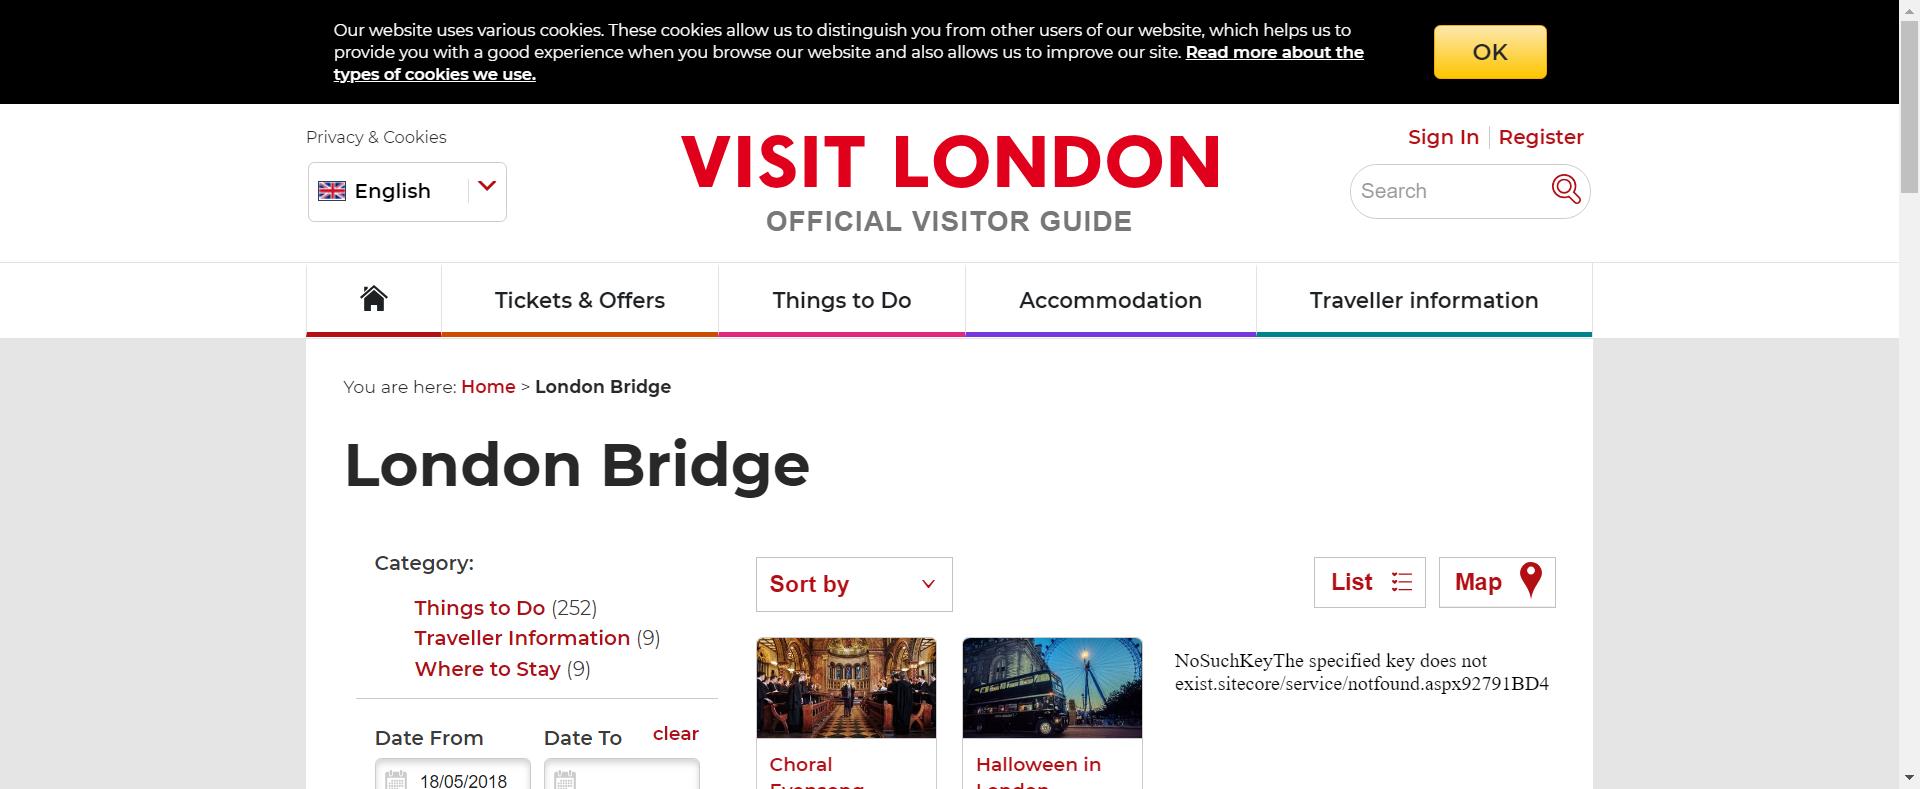 Our website uses various cookies. These cookies allow us to distinguish you from other users of our website, which helps us to
provide you with a good experience when you browse our website and also allows us to improve our site. Read more about the
types of cookies we use.
OK
Privacy & Cookies
English
VISIT LONDON
OFFICIAL VISITOR GUIDE
Sign In
Register
Search
Tickets & Offers
Things to Do
Accommodation
Traveller information
You are here: Home > London Bridge
London Bridge
Category:
Things to Do (252)
Traveller Information (9)
Where to Stay (9)
Date From
Date To
clear
18/05/2018
Sort by
List
Map
Choral
Evensong
Halloween in
London
NoSuchKeyThe specified key does not
exist.sitecore/service/notfound.aspx92791BD4